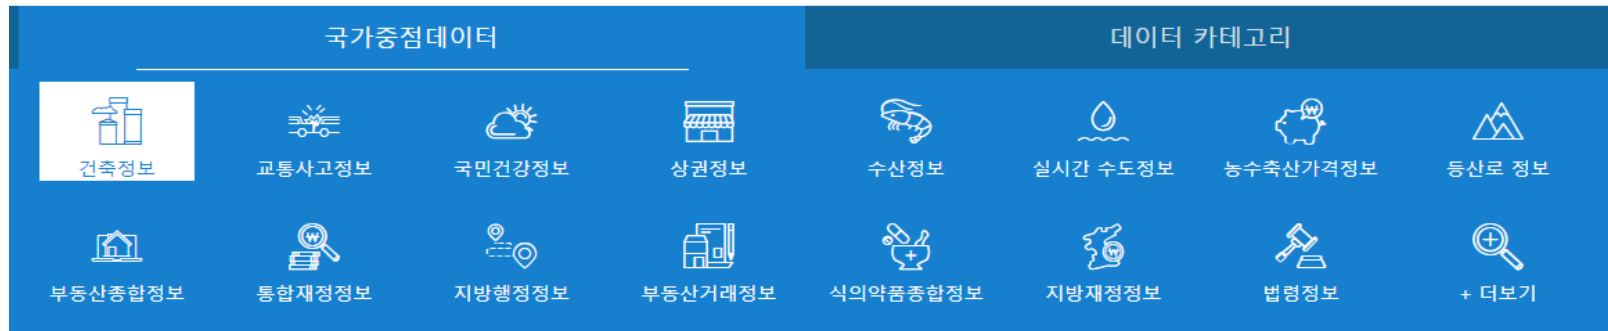 국가중점데이터 데이터 카테고리
건축정보 교통사고정보 국민건강정보 상권정보 수산정보 실시간 수도정보 농수축산가격정보 등산로 정보
부동산종합정보 통합재정정보 지방행정정보 부동산거래정보 식의약품종합정보 지방재정정보 법령정보 + 더보기